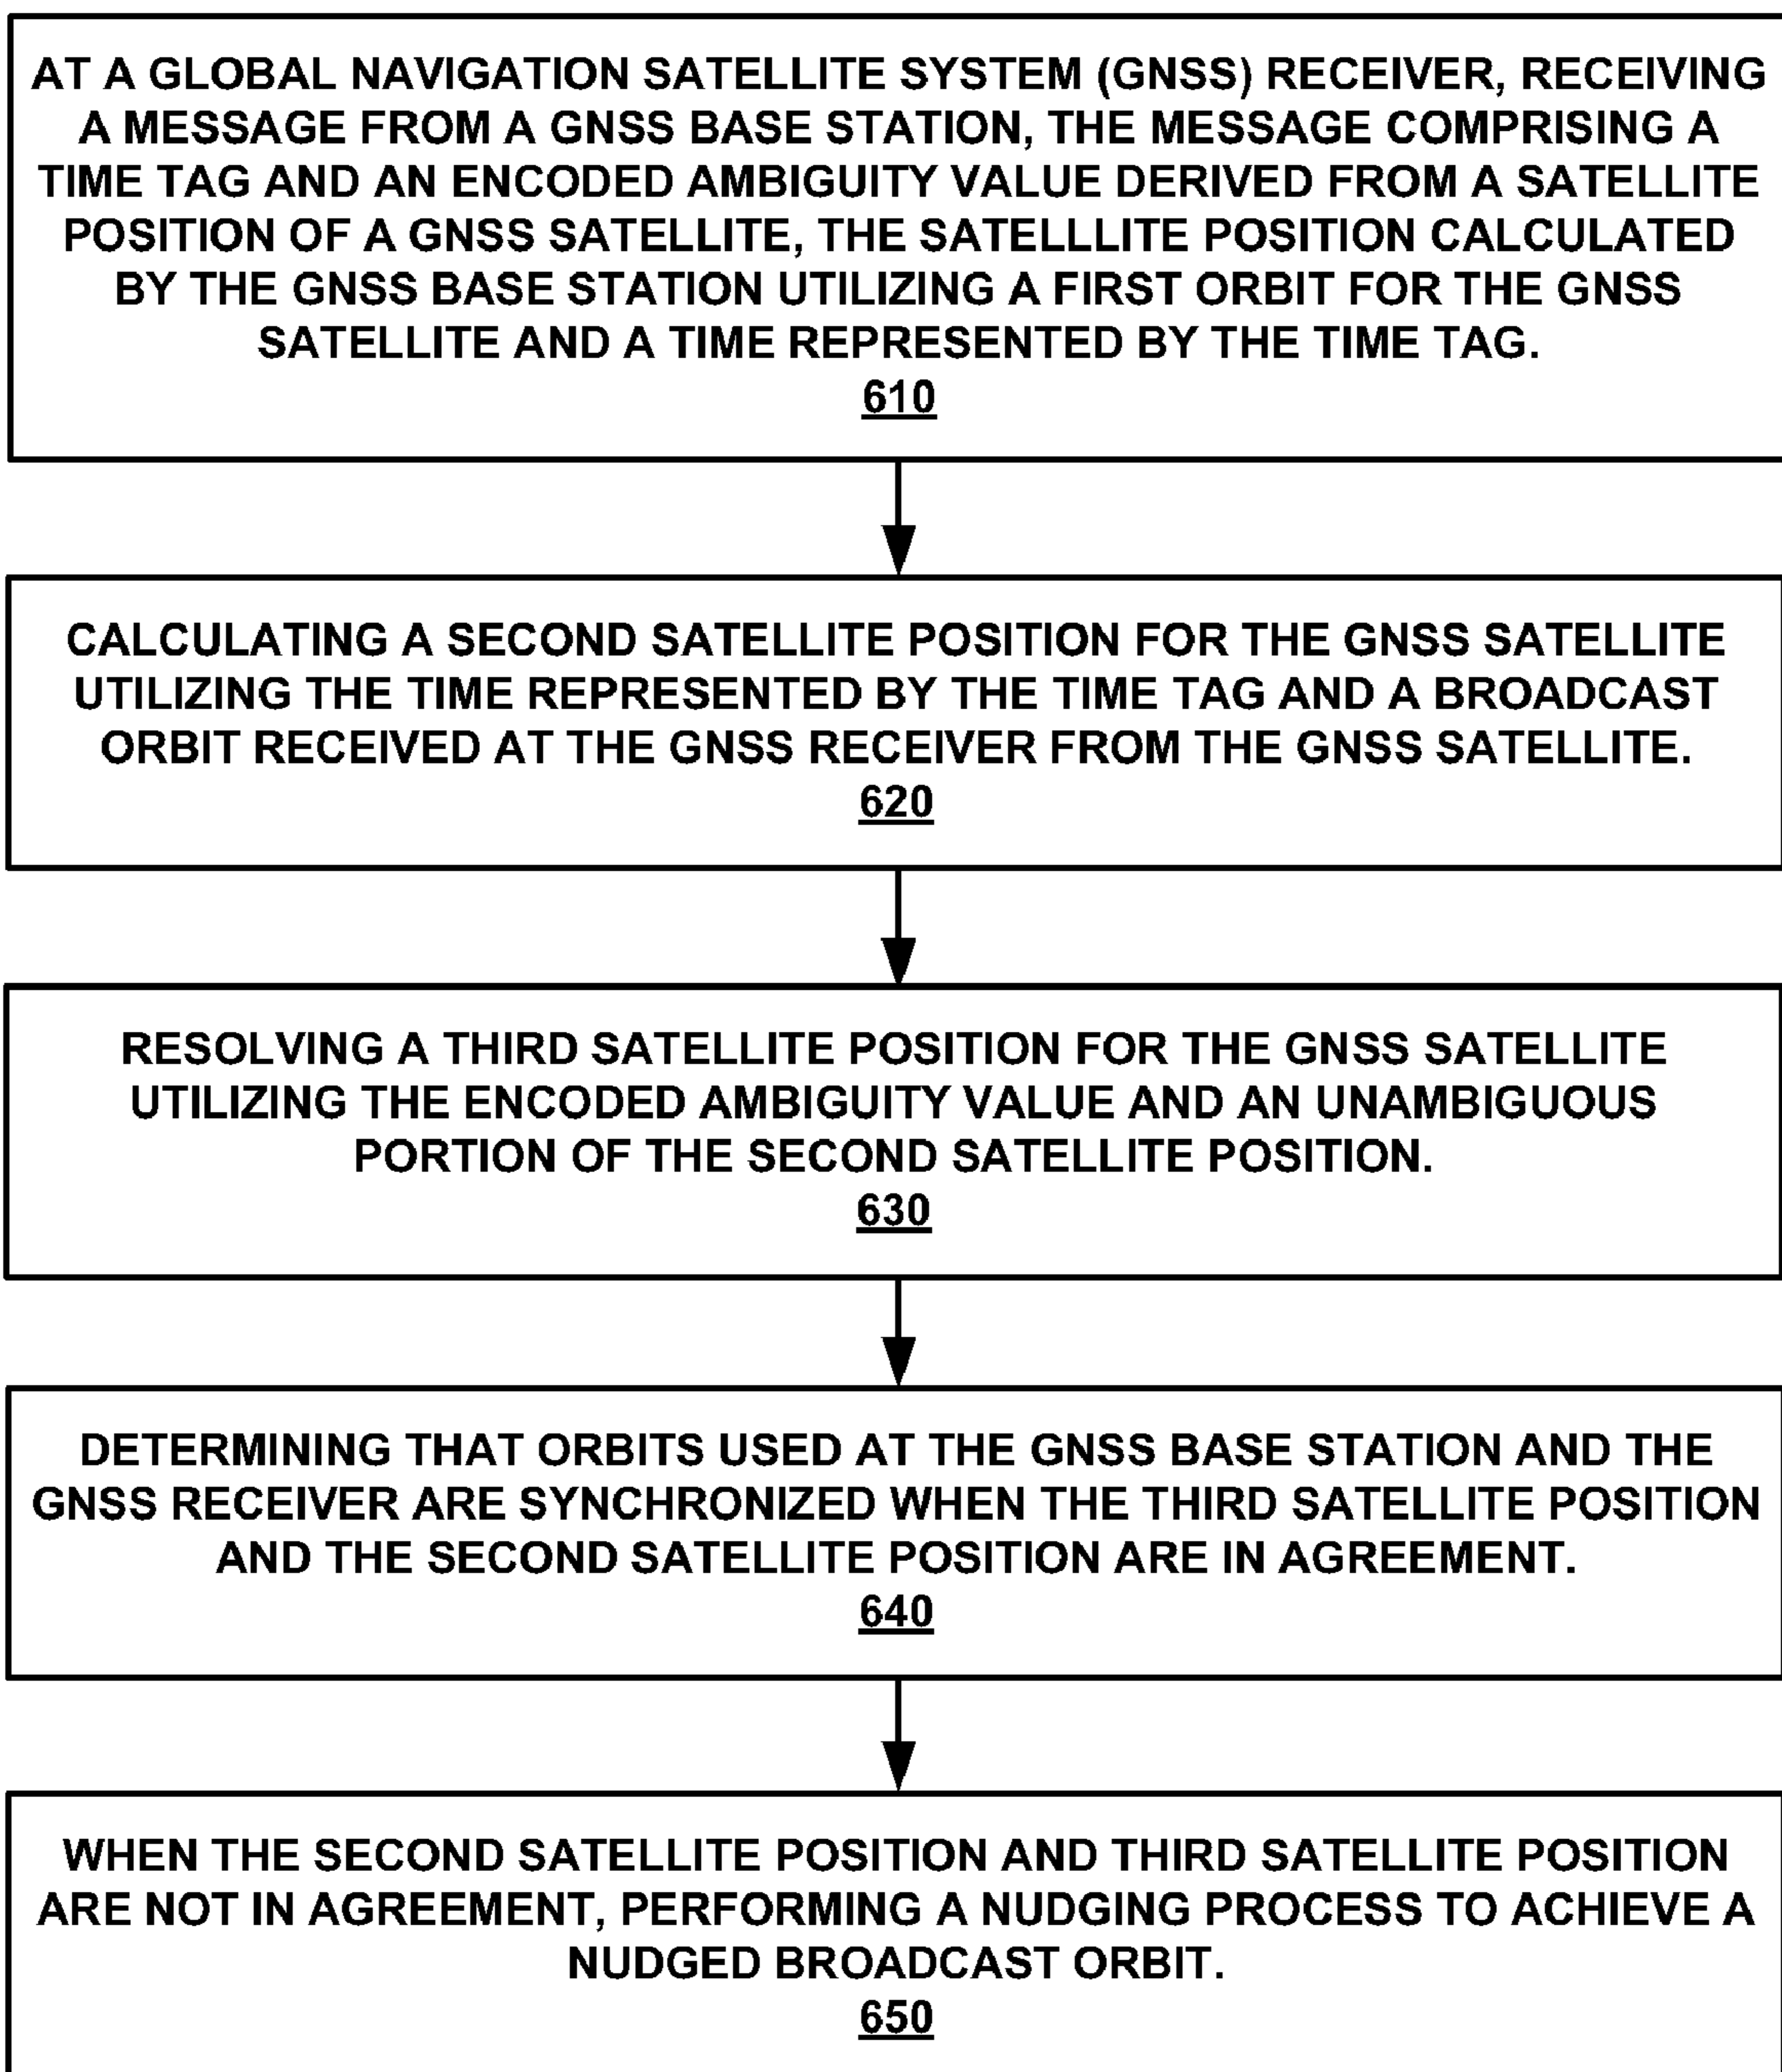 AT A GLOBAL NAVIGATION SATELLITE SYSTEM (GNSS) RECEIVER, RECEIVING
A MESSAGE FROM A GNSS BASE STATION, THE MESSAGE COMPRISING A
TIME TAG AND AN ENCODED AMBIGUITY VALUE DERIVED FROM A SATELLITE
POSITION OF A GNSS SATELLITE, THE SATELLLITE POSITION CALCULATED
BY THE GNSS BASE STATION UTILIZING A FIRST ORBIT FOR THE GNSS
SATELLITE AND A TIME REPRESENTED BY THE TIME TAG.
610
CALCULATING A SECOND SATELLITE POSITION FOR THE GNSS SATELLITE
UTILIZING THE TIME REPRESENTED BY THE TIME TAG AND A BROADCAST
ORBIT RECEIVED AT THE GNSS RECEIVER FROM THE GNSS SATELLITE.
620
RESOLVING A THIRD SATELLITE POSITION FOR THE GNSS SATELLITE
UTILIZING THE ENCODED AMBIGUITY VALUE AND AN UNAMBIGUOUS
PORTION OF THE SECOND SATELLITE POSITION.
630
DETERMINING THAT ORBITS USED AT THE GNSS BASE STATION AND THE
GNSS RECEIVER ARE SYNCHRONIZED WHEN THE THIRD SATELLITE POSITION
AND THE SECOND SATELLITE POSITION ARE IN AGREEMENT.
640
WHEN THE SECOND SATELLITE POSITION AND THIRD SATELLITE POSITION
ARE NOT IN AGREEMENT, PERFORMING A NUDGING PROCESS TO ACHIEVE A
NUDGED BROADCAST ORBIT.
650